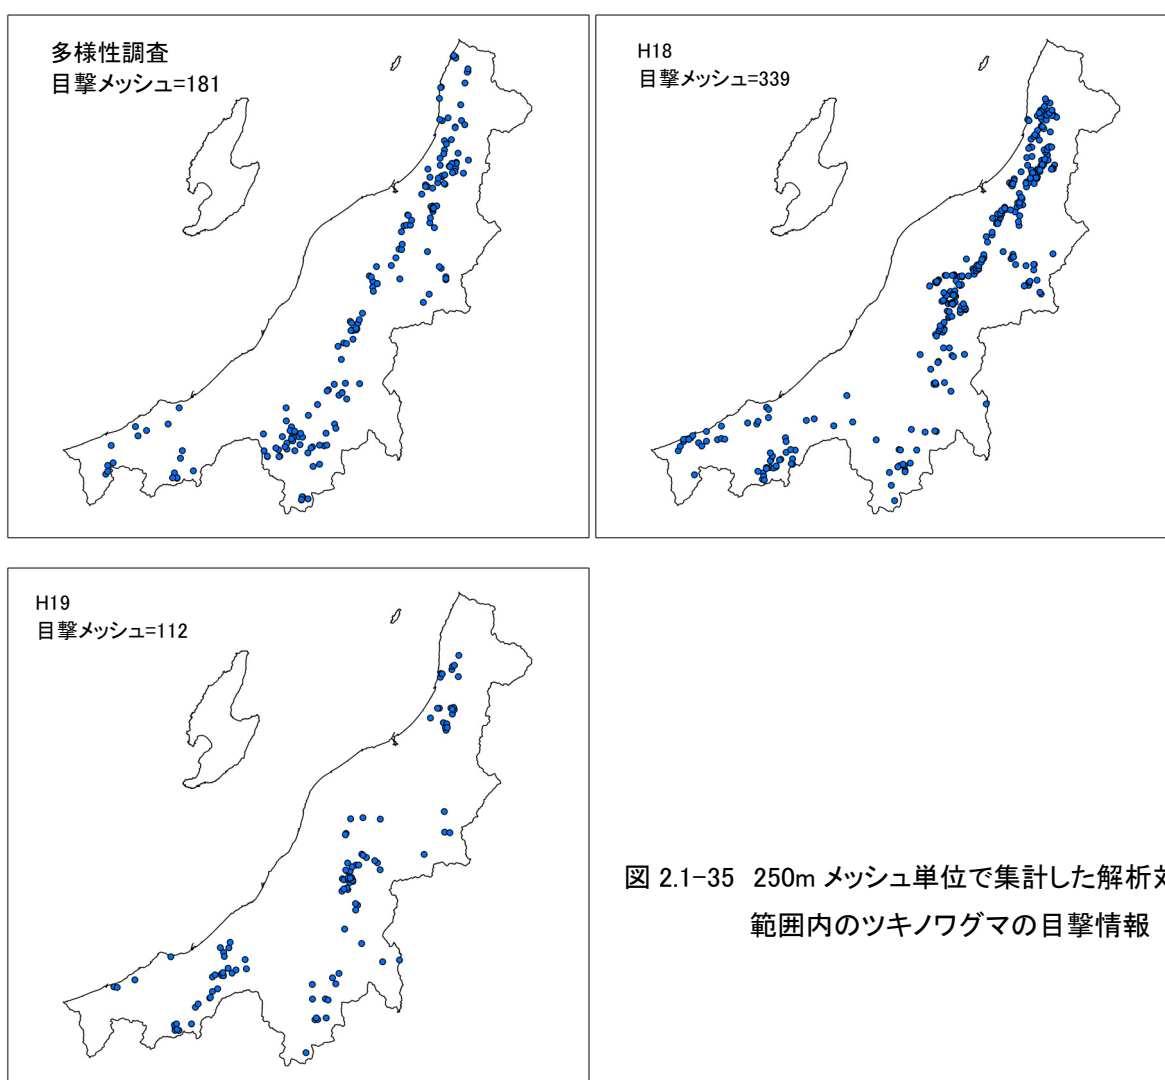 多様性調査
目撃メッシュ=181
H18
目撃メッシュ=339
H19
目撃メッシュ=112
図 2.1-35 250m メッシュ単位で集計した解析
範囲内のツキノワグマの目撃情報